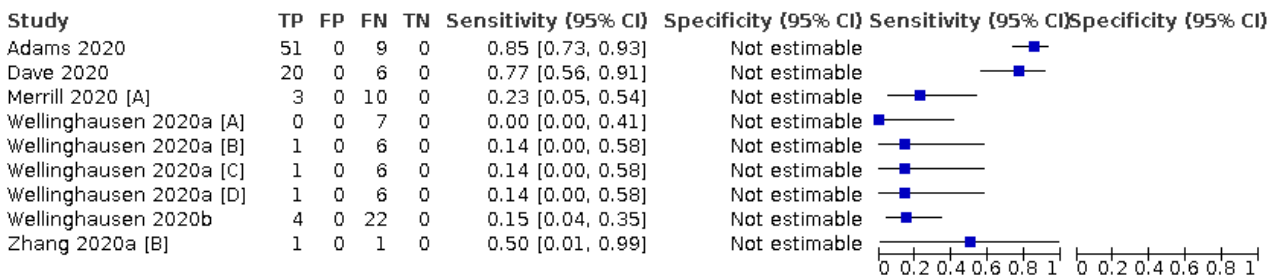 Study TP FP FN TN Sensitivity (95% CI) Specificity (95% CI) Sensitivity (95% CI) Specificity (95% CI)
Adams 2020 51 0 9 0 0.85 [0.73, 0.93] Not estimable
Dave 2020 20 0 6 0 0.77 [0.56, 0.91] Not estimable
Merrill 2020 [A] 3 0 10 0 0.23 [0.05, 0.54] Not estimable
Wellinghausen 2020a [A] 0 0 7 0 0.00 [0.00, 0.41] Not estimable
Wellinghausen 2020a [B] 1 0 6 0 0.14 [0.00, 0.58] Not estimable
Wellinghausen 2020a [C] 1 0 6 0 0.14 [0.00, 0.58] Not estimable
Wellinghausen 2020a [D] 1 0 6 0 0.14 [0.00, 0.58] Not estimable
Wellinghausen 2020b 4 0 22 0 0.15 [0.04, 0.35] Not estimable
Zhang 2020a [B] 1 0 1 0 0.50 [0.01, 0.99] Not estimable
0 0.2 0.4 0.6 0.8 1 0 0.2 0.4 0.6 0.8 1